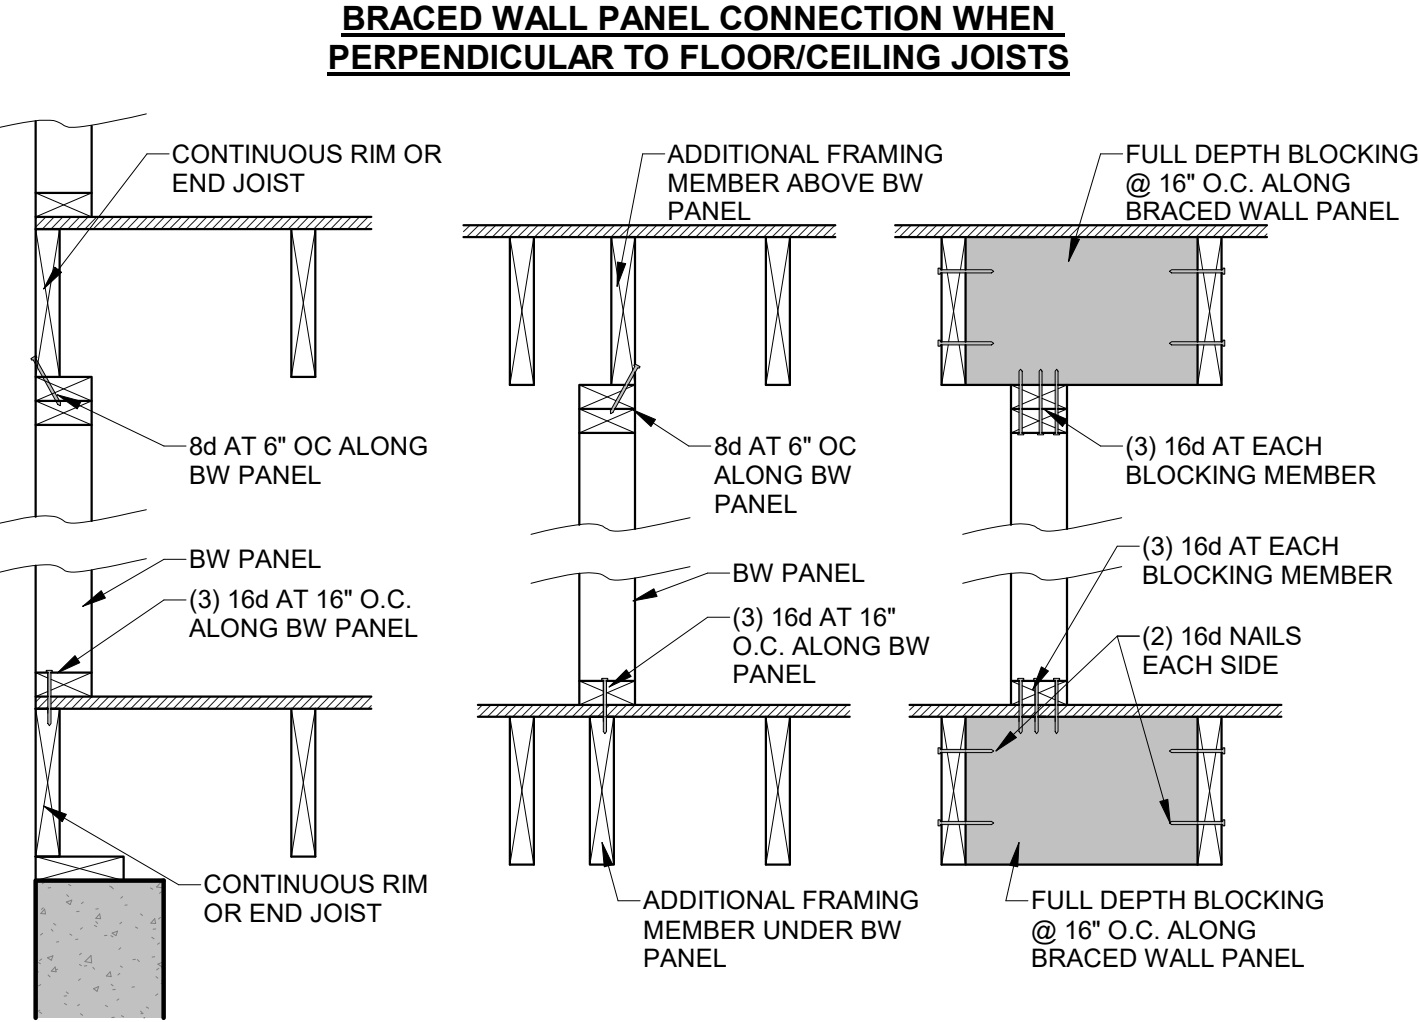 BRACED WALL PANEL CONNECTION WHEN
PERPENDICULAR TO FLOOR/CEILING JOISTS
CONTINUOUS RIM OR
END JOIST
8d AT 6" OC ALONG
BW PANEL
BW PANEL
(3) 16d AT 16" O.C.
ALONG BW PANEL
CONTINUOUS RIM
OR END JOIST
ADDITIONAL FRAMING
MEMBER ABOVE BW
PANEL
8d AT 6" OC
ALONG BW
PANEL
BW PANEL
(3) 16d AT 16"
O.C. ALONG BW
PANEL
ADDITIONAL FRAMING
MEMBER UNDER BW
PANEL
FULL DEPTH BLOCKING
@ 16" O.C. ALONG
BRACED WALL PANEL
(3) 16d AT EACH
BLOCKING MEMBER
(3) 16d AT EACH
BLOCKING MEMBER
(2) 16d NAILS
EACH SIDE
FULL DEPTH BLOCKING
@ 16" O.C. ALONG
BRACED WALL PANEL